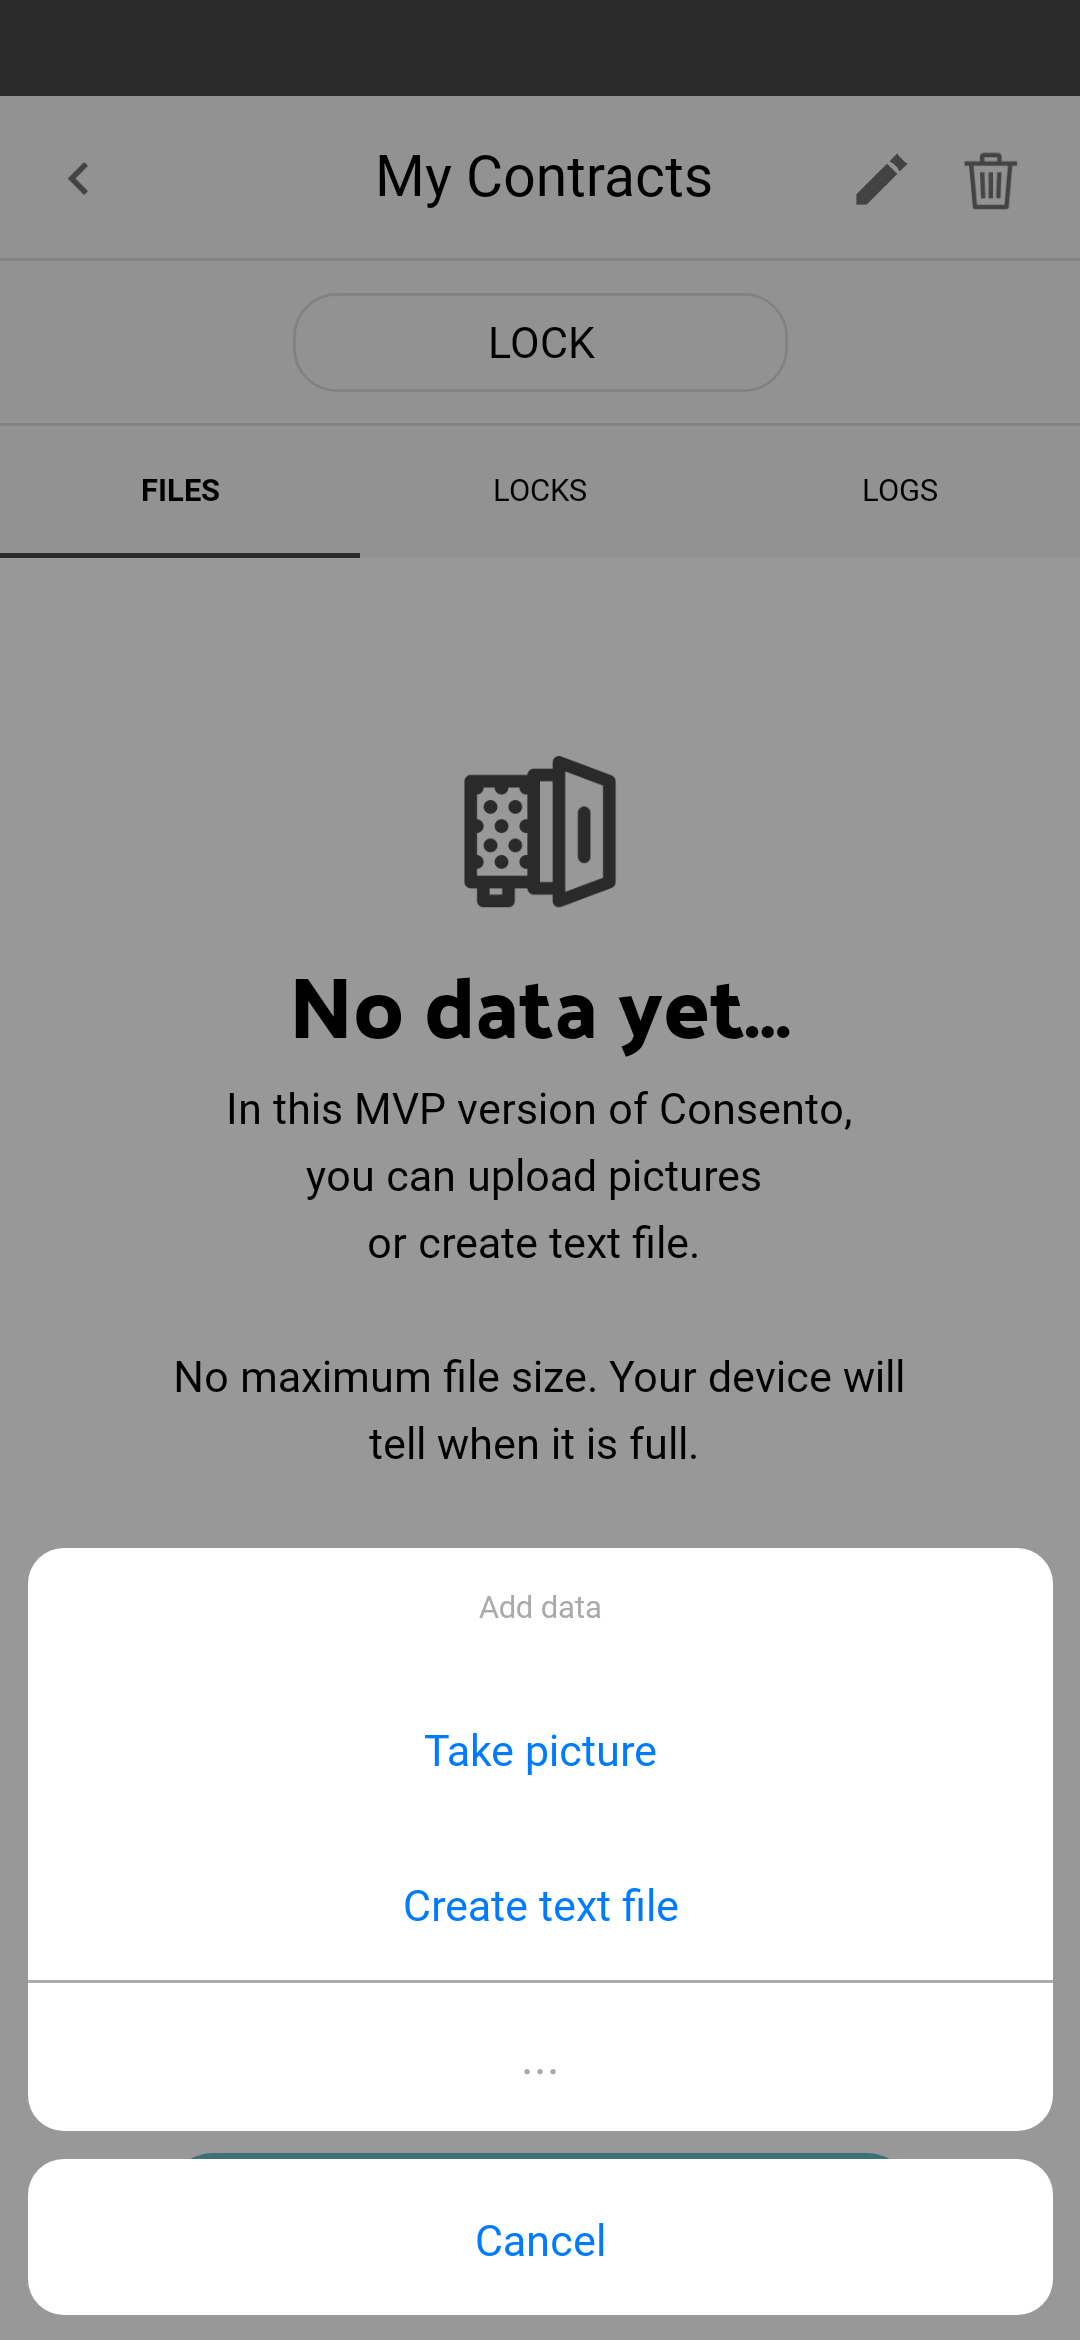 My Contracts
LOCK
FILES
LOCKS
LOGS
No data yet...
In this MVP version of Consento,
you can upload pictures
or create text file.
No maximum file size. Your device will
tell when it is full.
Add data
Take picture
Create text file
...
Cancel